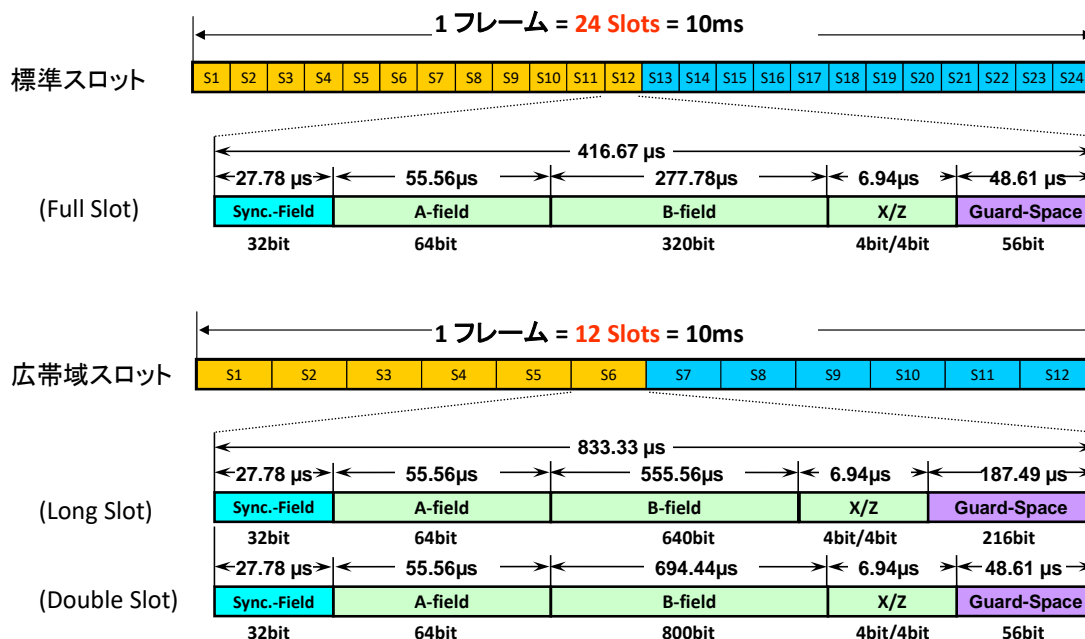 1 フレーム = 24 Slots = 10ms
標準スロット
S1 S2 S3 S4 S5 S6 S7 S8 S9 S10 S11 S12 S13 S14 S15 S16 S17 S18 S19 S20 S21 S22 S23 S24
416.67 µs
27.78 µs 55.56µs 277.78µs 6.94µs 48.61 µs
(Full Slot)
Sync.-Field A-field B-field X/Z Guard-Space
32bit 64bit 320bit 4bit/4bit 56bit
1 フレーム = 12 Slots = 10ms
広帯域スロット
S1 S2 S3 S4 S5 S6 S7 S8 S9 S10 S11 S12
833.33 µs
27.78 µs 55.56µs 555.56µs 6.94µs 187.49 µs
(Long Slot)
Sync.-Field A-field B-field X/Z Guard-Space
32bit 64bit 640bit 4bit/4bit 216bit
27.78 µs 55.56µs 694.44µs 6.94µs 48.61 µs
(Double Slot)
Sync.-Field A-field B-field X/Z Guard-Space
32bit 64bit 800bit 4bit/4bit 56bit